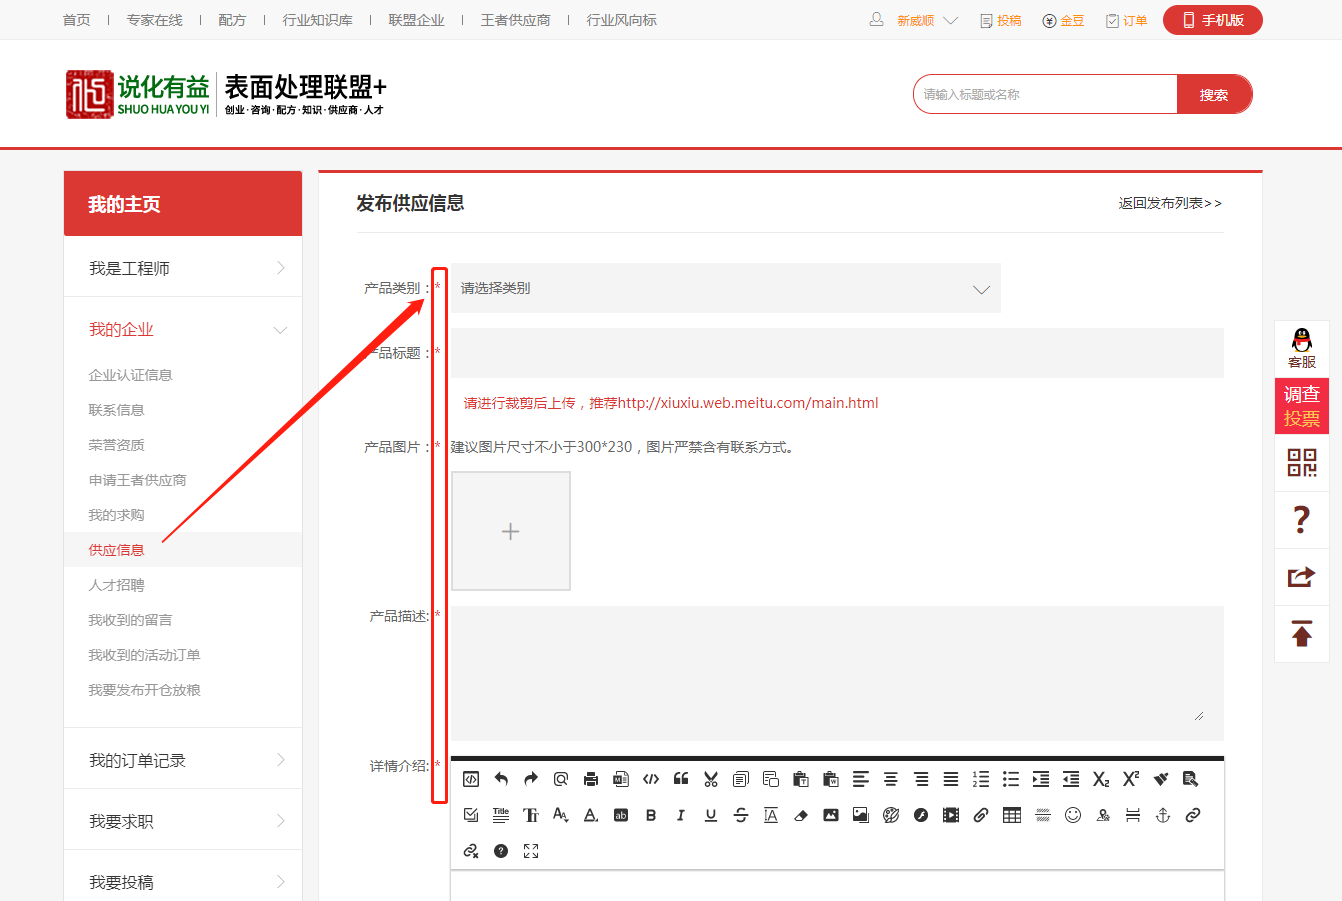 首页 | 专家在线 | 配方 | 行业知识库 | 联盟企业 | 王者供应商 | 行业风向标
新威顺 投稿 金豆 订单 手机版
说化有益 表面处理联盟+
SHUO HUA YOU YI 创业·咨询·配方·知识·供应商·人才
请输入标题或名称 搜索
我的主页
我是工程师
我的企业
企业认证信息
联系信息
荣誉资质
申请王者供应商
我的求购
供应信息
人才招聘
我收到的留言
我收到的活动订单
我要发布开仓放粮
我的订单记录
我要求职
我要投稿
发布供应信息 返回发布列表>>
产品类别：* 请选择类别
产品标题：*
请进行裁剪后上传，推荐http://xiuxiu.web.meitu.com/main.html
产品图片：* 建议图片尺寸不小于300*230，图片严禁含有联系方式。
产品描述: *
详情介绍: *
客服
调查
投票